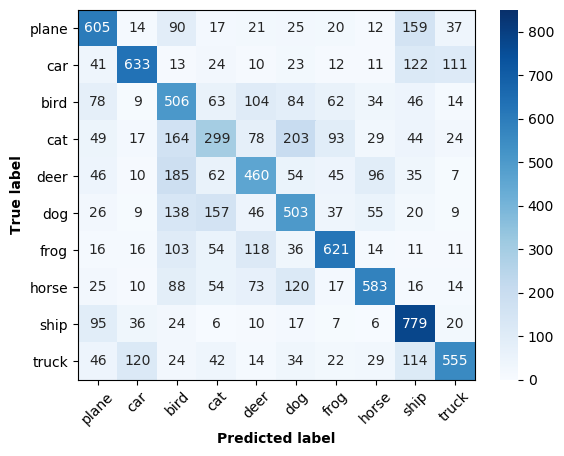 plane 605 14 90 17 21 25 20 12 159 37
car 41 633 13 24 10 23 12 11 122 111
bird 78 9 506 63 104 84 62 34 46 14
cat 49 17 164 299 78 203 93 29 44 24
deer 46 10 185 62 460 54 45 96 35 7
dog 26 9 138 157 46 503 37 55 20 9
frog 16 16 103 54 118 36 621 14 11 11
horse 25 10 88 54 73 120 17 583 16 14
ship 95 36 24 6 10 17 7 6 779 20
truck 46 120 24 42 14 34 22 29 114 555
plane car bird cat deer dog frog horse ship truck
Predicted label
True label
800
700
600
500
400
300
200
100
0